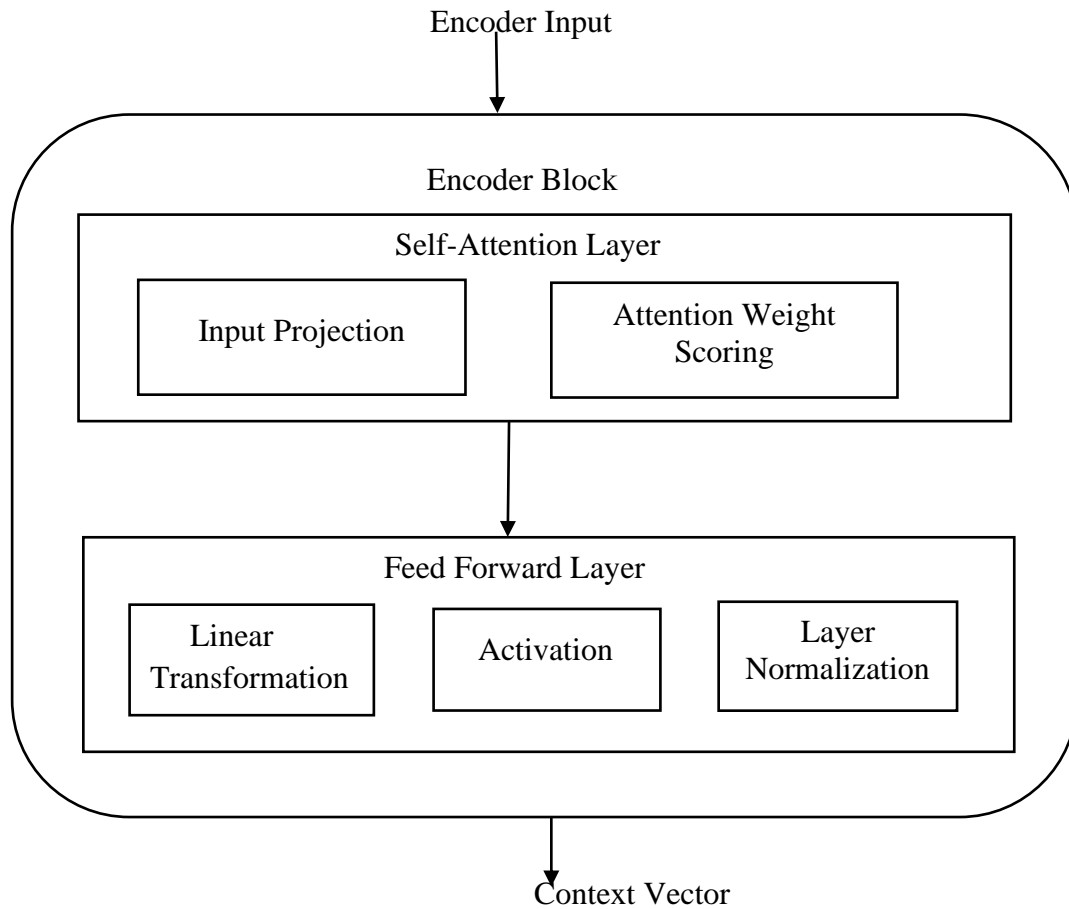 Encoder Input
Encoder Block
Self-Attention Layer
Input Projection
Attention Weight
Scoring
Feed Forward Layer
Linear
Transformation
Activation
Layer
Normalization
Context Vector